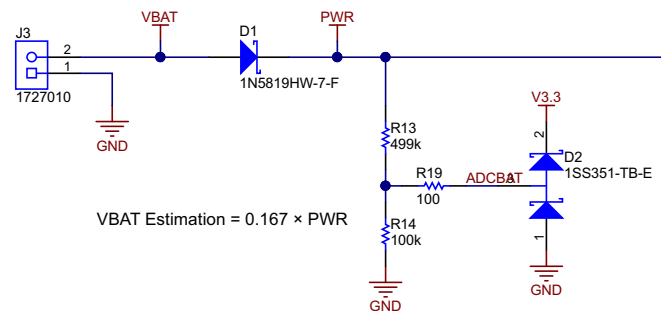 J3
2
1
1727010
GND
VBAT
D1
1N5819HW-7-F
PWR
R13
499k
R19
100
ADCBAT
3
V3.3
2
D2
1SS351-TB-E
1
GND
R14
100k
GND
VBAT Estimation = 0.167 × PWR